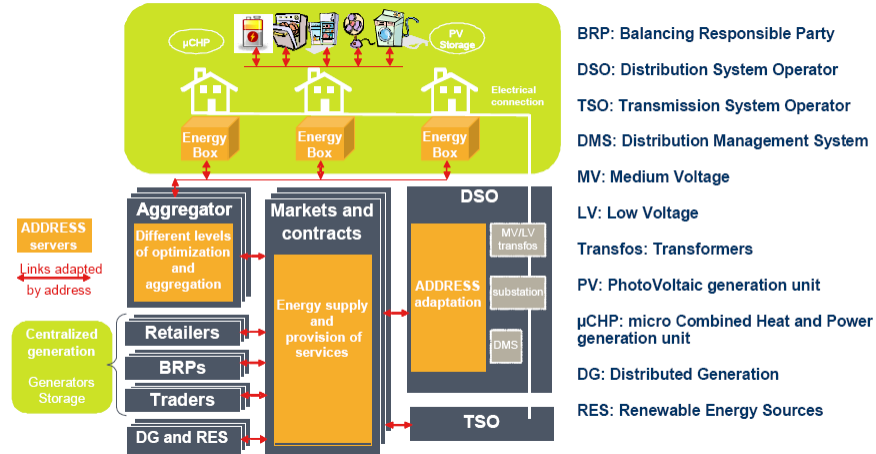 µCHP
PV
Storage
Electrical
connection
Energy
Box
Energy
Box
Energy
Box
Aggregator
Different levels
of optimization
and
aggregation
Markets and
contracts
Energy supply
and
provision of
services
DSO
ADDRESS
adaptation
MV/LV
transfos
substation
DMS
TSO
ADDRESS
servers
Links adapted
by address
Centralized
generation
Generators
Storage
Retailers
BRPs
Traders
DG and RES
BRP: Balancing Responsible Party
DSO: Distribution System Operator
TSO: Transmission System Operator
DMS: Distribution Management System
MV: Medium Voltage
LV: Low Voltage
Transfos: Transformers
PV: PhotoVoltaic generation unit
µCHP: micro Combined Heat and Power
generation unit
DG: Distributed Generation
RES: Renewable Energy Sources